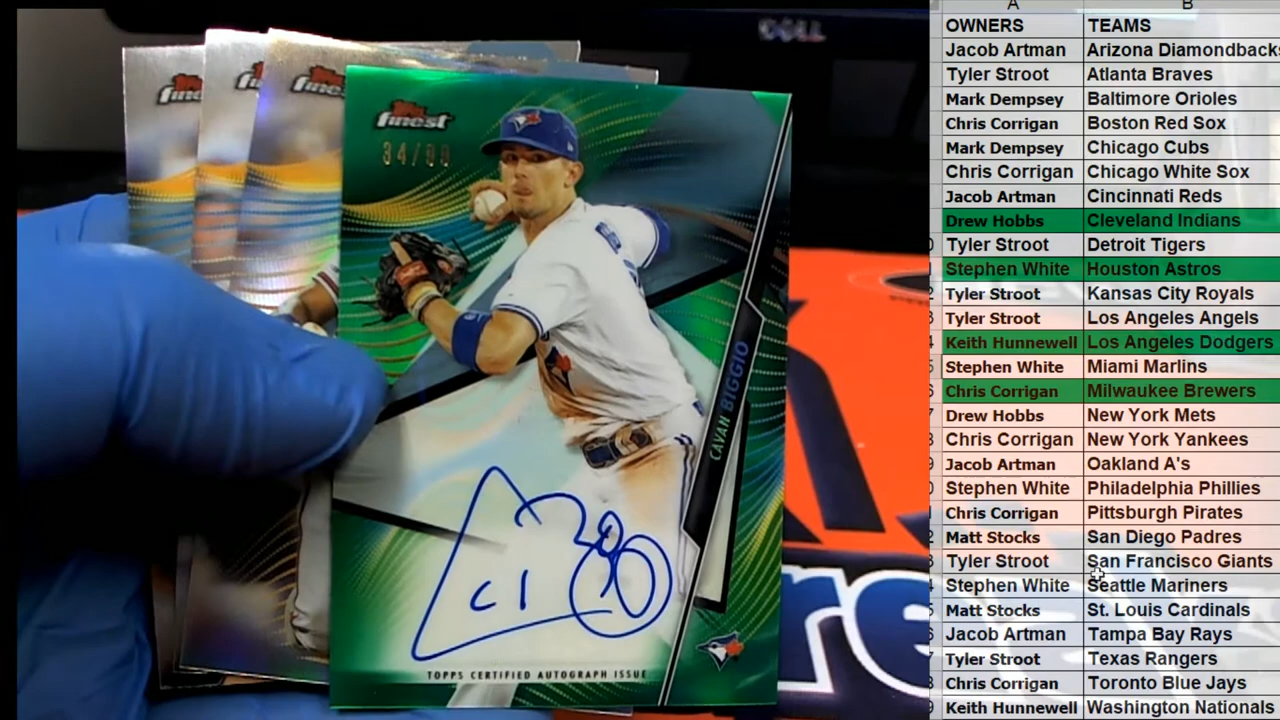 TOPPS
finest
34/99
CAVAN BIGGIO
TOPPS CERTIFIED AUTOGRAPH ISSUE
A B
OWNERS TEAMS
Jacob Artman Arizona Diamondbacks
Tyler Stroot Atlanta Braves
Mark Dempsey Baltimore Orioles
Chris Corrigan Boston Red Sox
Mark Dempsey Chicago Cubs
Chris Corrigan Chicago White Sox
Jacob Artman Cincinnati Reds
Drew Hobbs Cleveland Indians
Tyler Stroot Detroit Tigers
Stephen White Houston Astros
Tyler Stroot Kansas City Royals
Tyler Stroot Los Angeles Angels
Keith Hunnewell Los Angeles Dodgers
Stephen White Miami Marlins
Chris Corrigan Milwaukee Brewers
Drew Hobbs New York Mets
Chris Corrigan New York Yankees
Jacob Artman Oakland A's
Stephen White Philadelphia Phillies
Chris Corrigan Pittsburgh Pirates
Matt Stocks San Diego Padres
Tyler Stroot San Francisco Giants
Stephen White Seattle Mariners
Matt Stocks St. Louis Cardinals
Jacob Artman Tampa Bay Rays
Tyler Stroot Texas Rangers
Chris Corrigan Toronto Blue Jays
Keith Hunnewell Washington Nationals